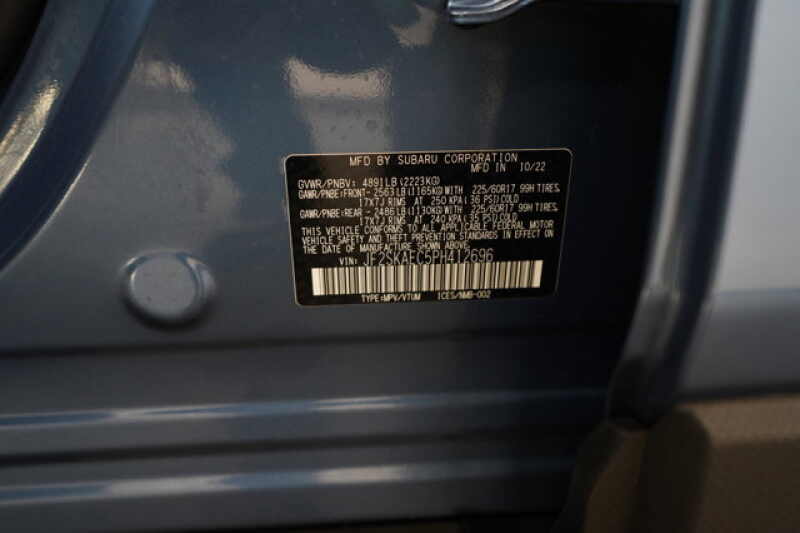 MFD BY SUBARU CORPORATION
MFD IN 10/22
GVWR/PNBV: 4891LB(2223KG)
GAWR/PNBE:FRONT-2563LB(1165KG)WITH 225/60R17 99H TIRES,
17X7J RIMS AT 250 KPA(36 PSI)COLD
GAWR/PNBE:REAR -2486LB(1130KG)WITH 225/60R17 99H TIRES,
17X7J RIMS AT 240 KPA(35 PSI)COLD
THIS VEHICLE CONFORMS TO ALL APPLICABLE FEDERAL MOTOR
VEHICLE SAFETY AND THEFT PREVENTION STANDARDS IN EFFECT
ON THE DATE OF MANUFACTURE SHOWN ABOVE.
VIN: JF2SKAEC5PH412696
TYPE:MPV/VTUM ICES/NMB-002